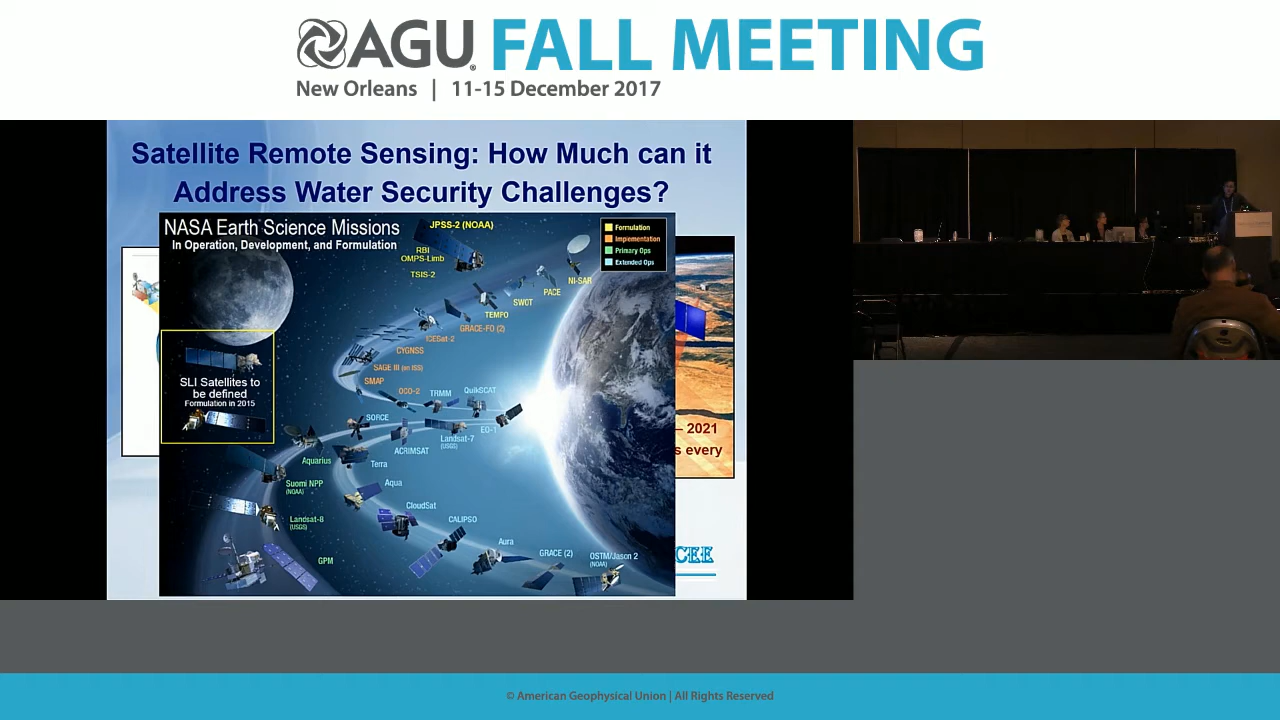 AGU FALL MEETING
New Orleans | 11-15 December 2017
Satellite Remote Sensing: How Much can it
Address Water Security Challenges?
NASA Earth Science Missions
In Operation, Development, and Formulation
JPSS-2 (NOAA)
RBI
OMPS-Limb
TSIS-2
Formulation
Implementation
Primary Ops
Extended Ops
NI-SAR
PACE
SWOT
TEMPO
GRACE-FO (2)
ICESat-2
CYGNSS
SAGE III (on ISS)
SMAP
OCO-2
TRMM
QuikSCAT
SLI Satellites to
be defined
Formulation in 2015
SORCE
EO-1
Landsat-7
(USGS)
ACRIMSAT
Aquarius
Terra
Suomi NPP
(NOAA)
Aqua
Landsat-8
(USGS)
CloudSat
CALIPSO
GPM
Aura
GRACE (2)
OSTM/Jason 2
(NOAA)
– 2021
s every
CEE
© American Geophysical Union | All Rights Reserved